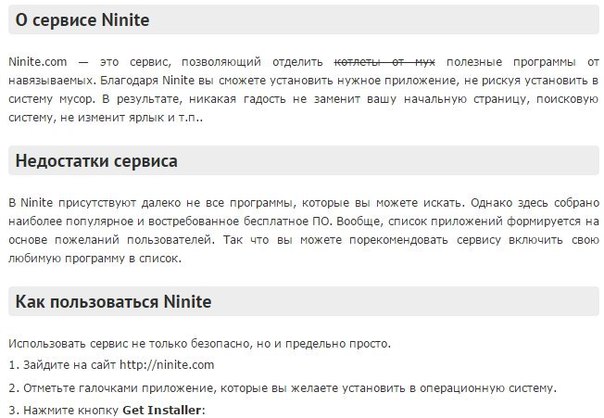 О сервисе Ninite
Ninite.com — это сервис, позволяющий отделить котлеты от мух полезные программы от
навязываемых. Благодаря Ninite вы сможете установить нужное приложение, не рискуя установить в
систему мусор. В результате, никакая гадость не заменит вашу начальную страницу, поисковую
систему, не изменит ярлык и т.п..
Недостатки сервиса
В Ninite присутствуют далеко не все программы, которые вы можете искать. Однако здесь собрано
наиболее популярное и востребованное бесплатное ПО. Вообще, список приложений формируется на
основе пожеланий пользователей. Так что вы можете порекомендовать сервису включить свою
любимую программу в список.
Как пользоваться Ninite
Использовать сервис не только безопасно, но и предельно просто.
1. Зайдите на сайт http://ninite.com
2. Отметьте галочками приложение, которые вы желаете установить в операционную систему.
3. Нажмите кнопку Get Installer: